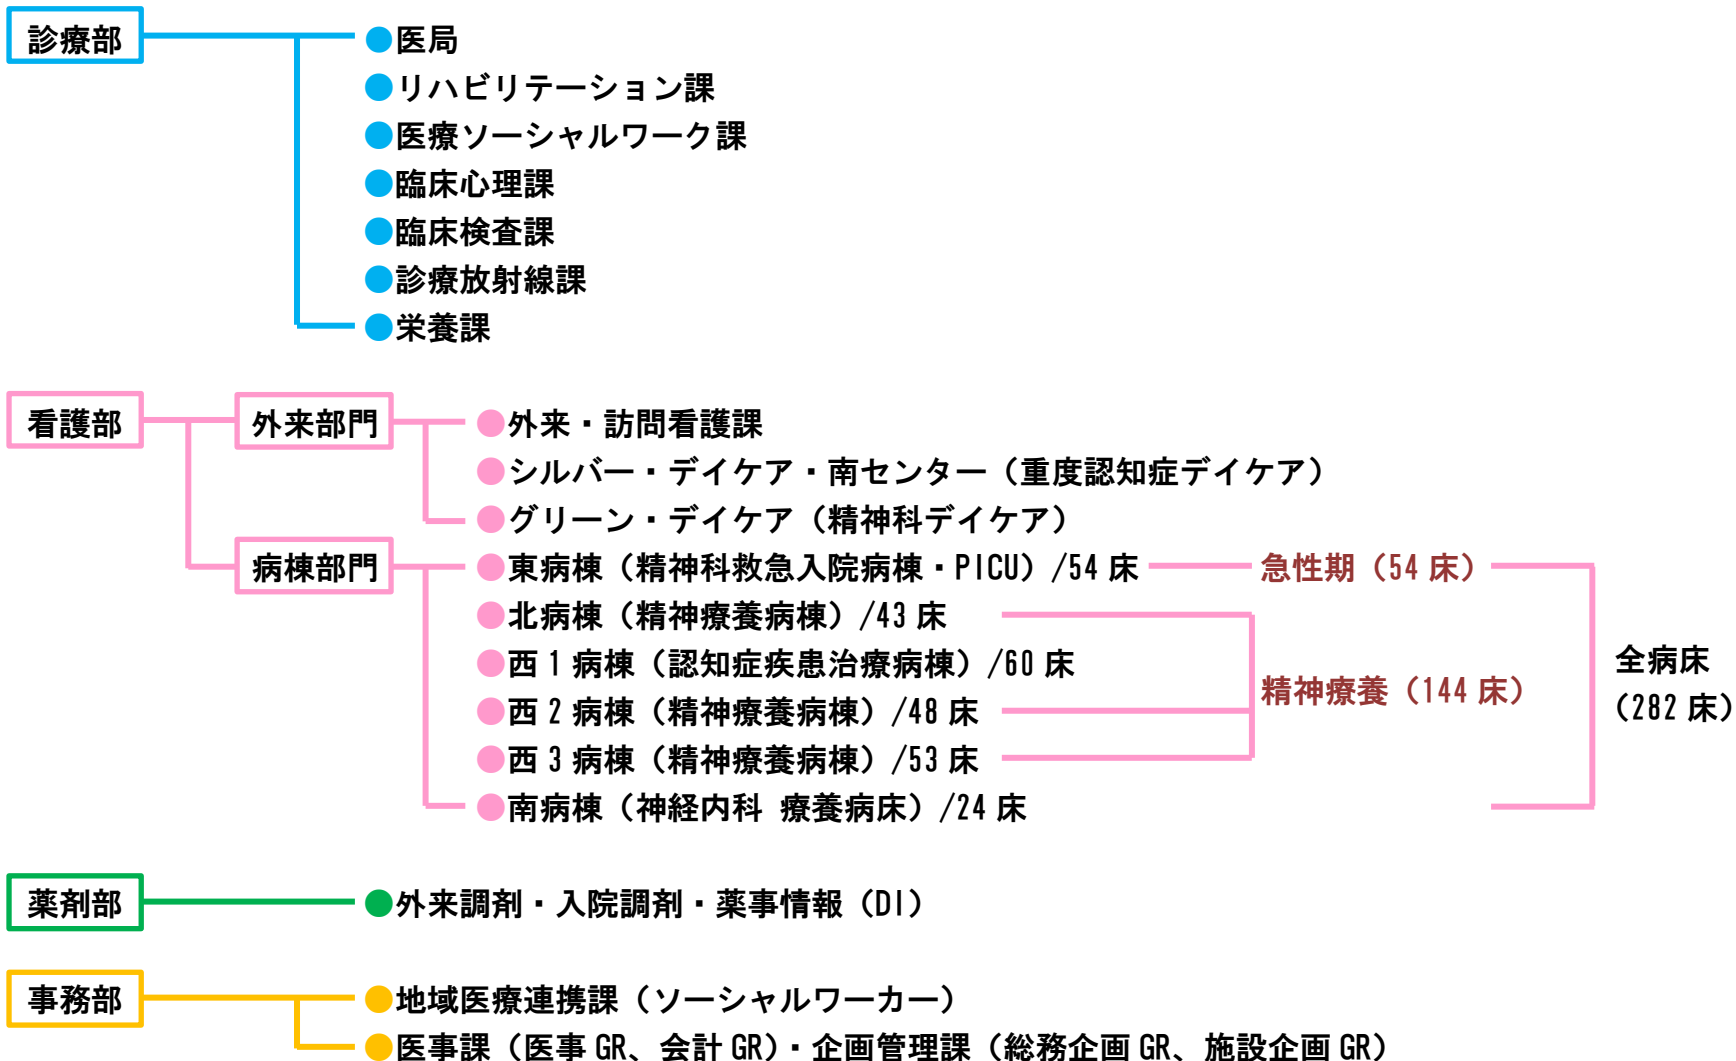 診療部 ●医局
●リハビリテーション課
●医療ソーシャルワーク課
●臨床心理課
●臨床検査課
●診療放射線課
●栄養課
看護部 外来部門 ●外来・訪問看護課
●シルバー・デイケア・南センター（重度認知症デイケア）
●グリーン・デイケア（精神科デイケア）
病棟部門 ●東病棟（精神科救急入院病棟・PICU）/54床 急性期（54床）
●北病棟（精神療養病棟）/43床
●西1病棟（認知症疾患治療病棟）/60床
●西2病棟（精神療養病棟）/48床
●西3病棟（精神療養病棟）/53床
精神療養（144床）
●南病棟（神経内科 療養病床）/24床
全病床
（282床）
薬剤部 ●外来調剤・入院調剤・薬事情報（DI）
事務部 ●地域医療連携課（ソーシャルワーカー）
●医事課（医事GR、会計GR）・企画管理課（総務企画GR、施設企画GR）